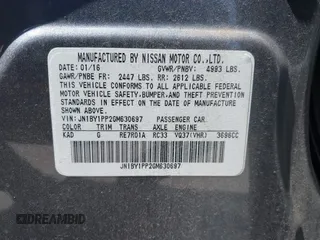 MANUFACTURED BY NISSAN MOTOR CO.,LTD.
DATE: 01/16 GVWR/PNBV: 4993 LBS.
GAWR/PNBE FR: 2447 LBS. RR: 2612 LBS.
THIS VEHICLE CONFORMS TO ALL APPLICABLE
FEDERAL MOTOR VEHICLE SAFETY, BUMPER, AND
THEFT PREVENTION STANDARDS IN
EFFECT ON THE DATE OF MANUFACTURE
SHOWN ABOVE.
VIN: JN1BY1PP2GM630697 PASSENGER CAR.
COLOR TRIM TRANS AXLE ENGINE
KAD G RE7R01A RC33 VQ37(VHR) 3696CC
JN1BY1PP2GM630697
DREAMBID